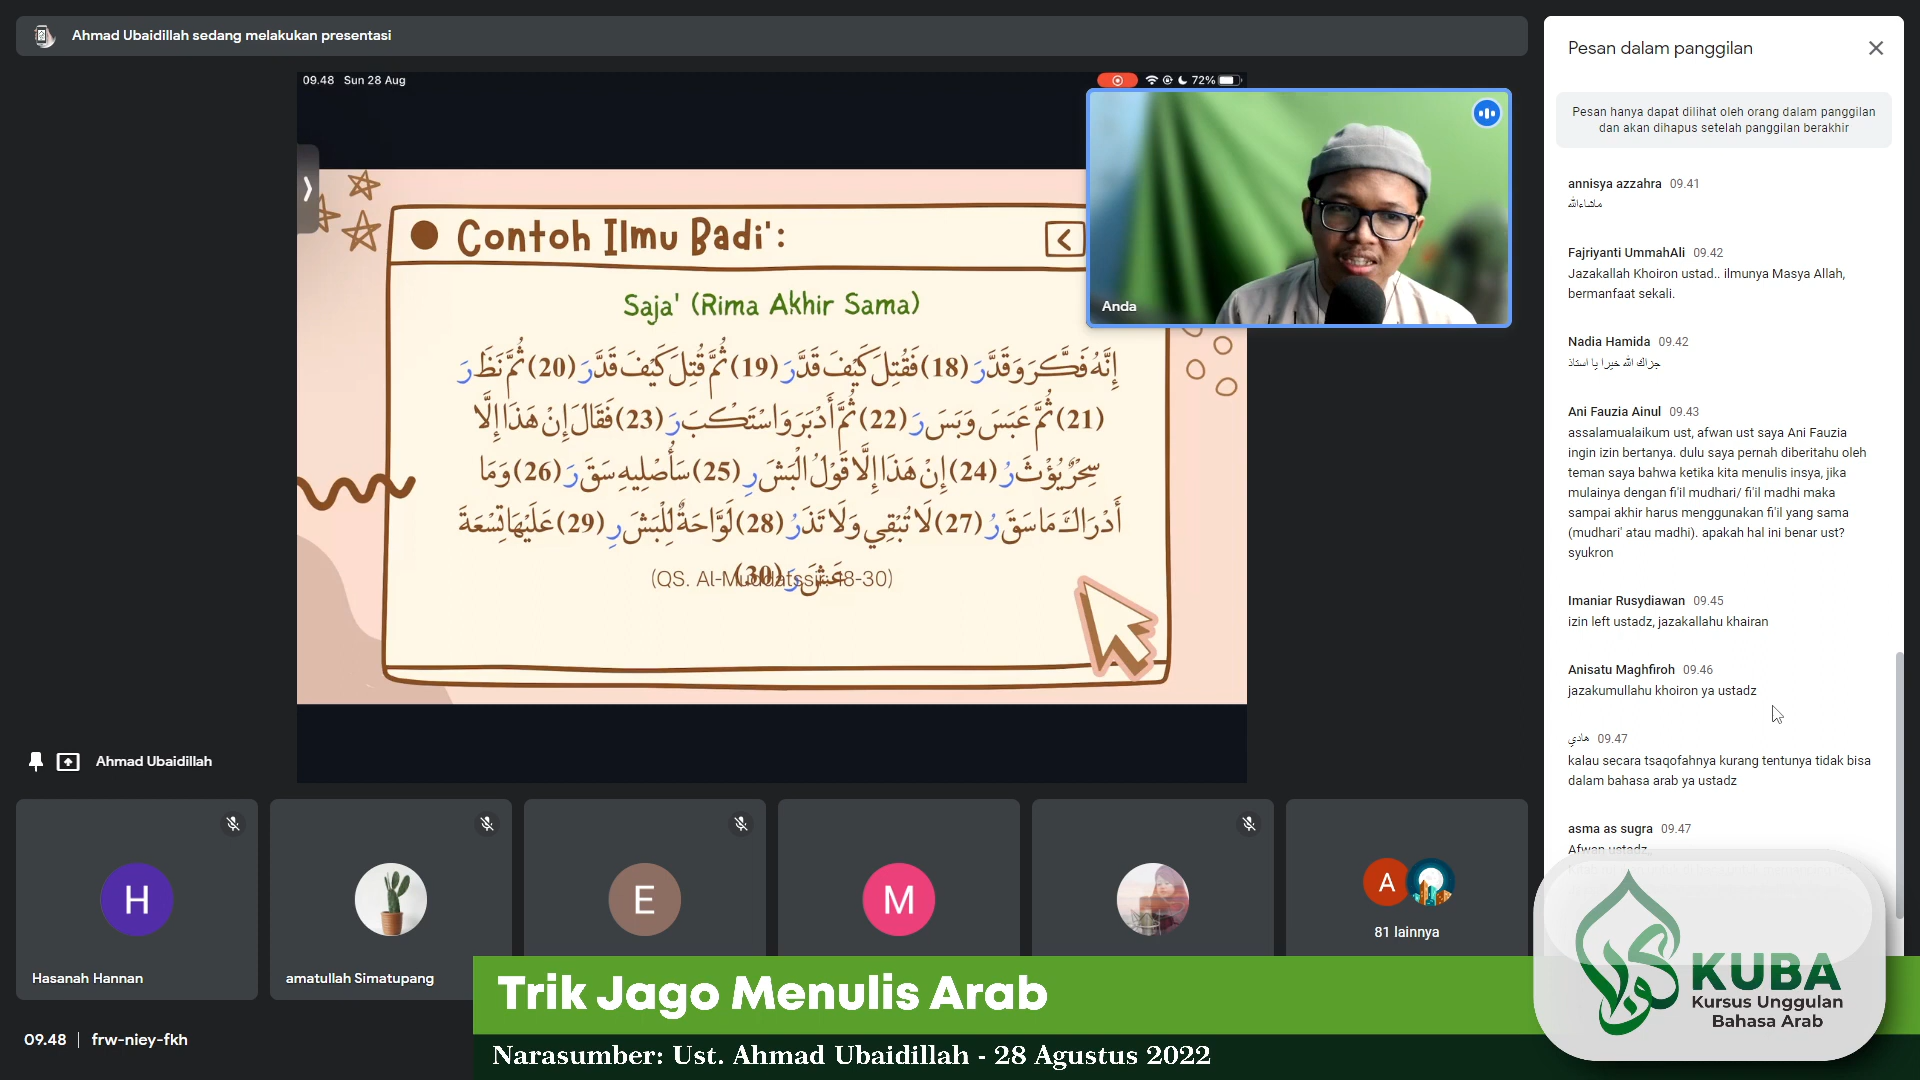 Ahmad Ubaidillah sedang melakukan presentasi
09.48 Sun 28 Aug
72%
Contoh Ilmu Badi':
Saja' (Rima Akhir Sama)
إِنَّهُ فَكَّرَ وَقَدَّرَ (18) فَقُتِلَ كَيْفَ قَدَّرَ (19) ثُمَّ قُتِلَ كَيْفَ قَدَّرَ (20) ثُمَّ نَظَرَ
(21) ثُمَّ عَبَسَ وَبَسَرَ (22) ثُمَّ أَدْبَرَ وَاسْتَكْبَرَ (23) فَقَالَ إِنْ هَذَا إِلَّا
سِحْرٌ يُؤْثَرُ (24) إِنْ هَذَا إِلَّا قَوْلُ الْبَشَرِ (25) سَأُصْلِيهِ سَقَرَ (26) وَمَا
أَدْرَاكَ مَا سَقَرُ (27) لَا تُبْقِي وَلَا تَذَرُ (28) لَوَّاحَةٌ لِلْبَشَرِ (29) عَلَيْهَا تِسْعَةَ
عَشَرَ (30)
(QS. Al-Muddatssir: 18-30)
Anda
Ahmad Ubaidillah
H
Hasanah Hannan
amatullah Simatupang
E
M
A
81 lainnya
09.48 | frw-niey-fkh
Pesan dalam panggilan
Pesan hanya dapat dilihat oleh orang dalam panggilan
dan akan dihapus setelah panggilan berakhir
annisya azzahra 09.41
ماشاءالله
Fajriyanti UmmahAli 09.42
Jazakallah Khoiron ustad.. ilmunya Masya Allah,
bermanfaat sekali.
Nadia Hamida 09.42
جزاك الله خيرا يا استاذ
Ani Fauzia Ainul 09.43
assalamualaikum ust, afwan ust saya Ani Fauzia
ingin izin bertanya. dulu saya pernah diberitahu oleh
teman saya bahwa ketika kita menulis insya, jika
mulainya dengan fi'il mudhari/ fi'il madhi maka
sampai akhir harus menggunakan fi'il yang sama
(mudhari' atau madhi). apakah hal ini benar ust?
syukron
Imaniar Rusydiawan 09.45
izin left ustadz, jazakallahu khairan
Anisatu Maghfiroh 09.46
jazakumullahu khoiron ya ustadz
هادي 09.47
kalau secara tsaqofahnya kurang tentunya tidak bisa
dalam bahasa arab ya ustadz
asma as sugra 09.47
Afwan ustadz..
Trik Jago Menulis Arab
Narasumber: Ust. Ahmad Ubaidillah - 28 Agustus 2022
KUBA
Kursus Unggulan
Bahasa Arab